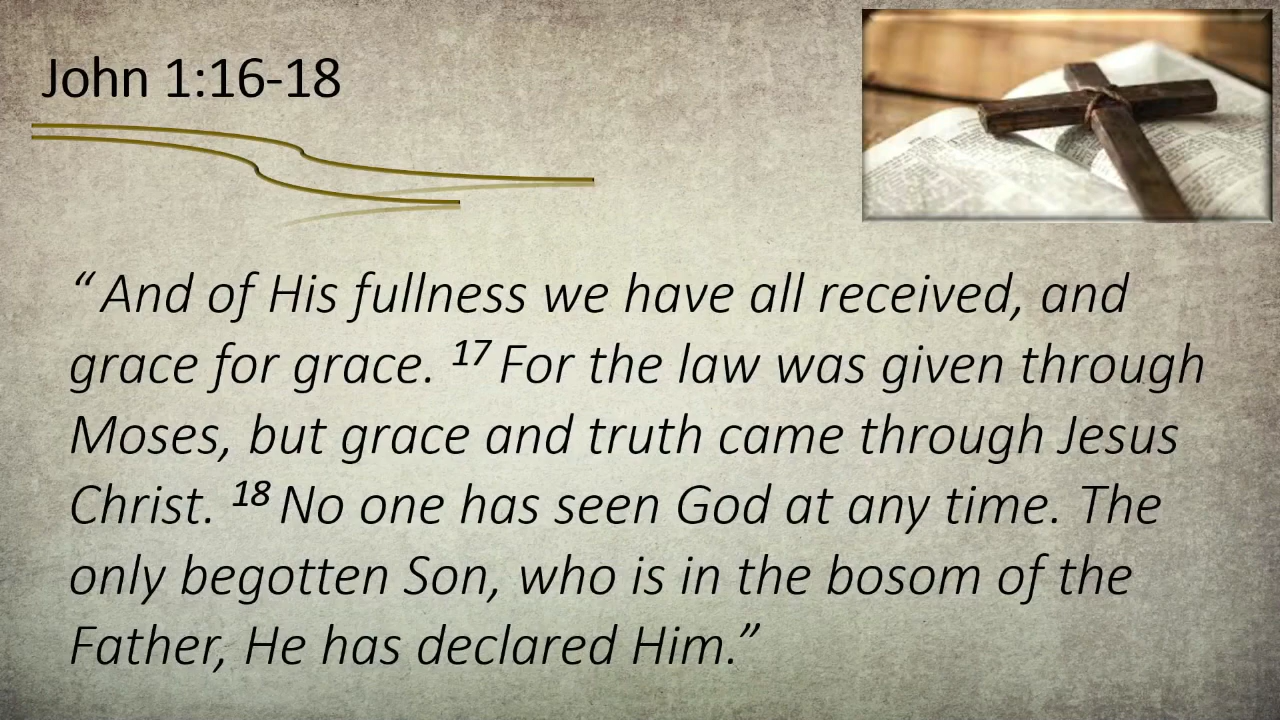 John 1:16-18
“ And of His fullness we have all received, and
grace for grace. 17 For the law was given through
Moses, but grace and truth came through Jesus
Christ. 18 No one has seen God at any time. The
only begotten Son, who is in the bosom of the
Father, He has declared Him.”